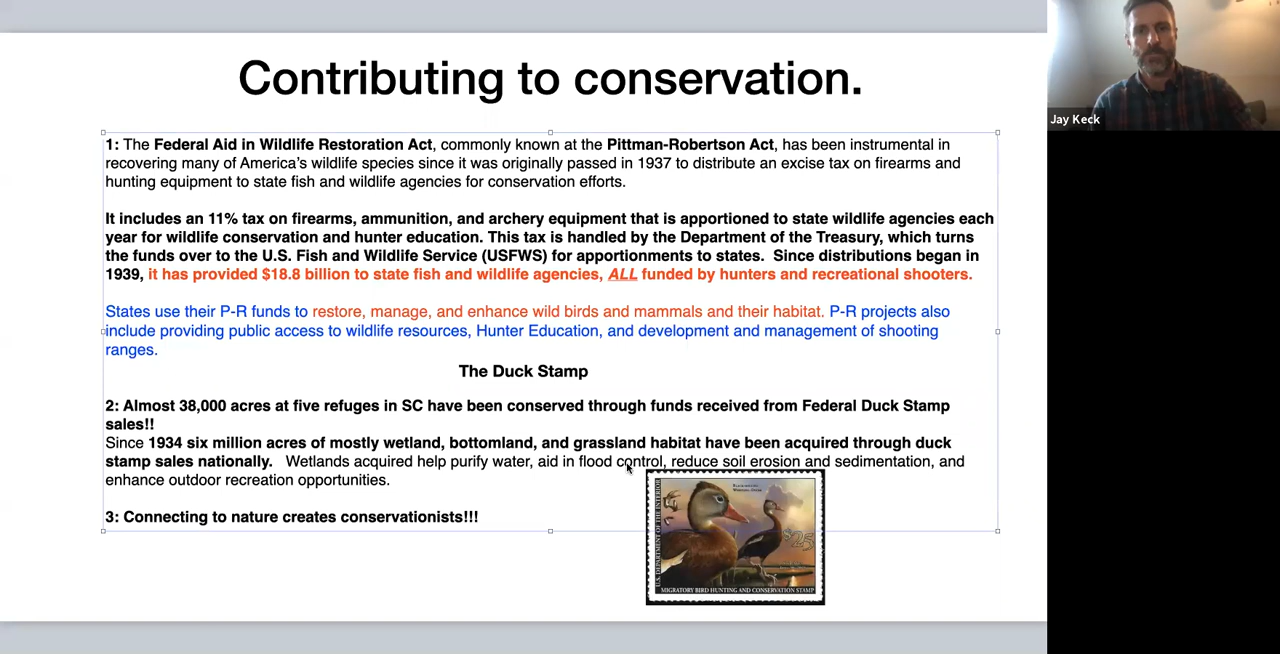 Contributing to conservation.
Jay Keck
1: The Federal Aid in Wildlife Restoration Act, commonly known at the Pittman-Robertson Act, has been instrumental in
recovering many of America's wildlife species since it was originally passed in 1937 to distribute an excise tax on firearms and
hunting equipment to state fish and wildlife agencies for conservation efforts.
It includes an 11% tax on firearms, ammunition, and archery equipment that is apportioned to state wildlife agencies each
year for wildlife conservation and hunter education. This tax is handled by the Department of the Treasury, which turns
the funds over to the U.S. Fish and Wildlife Service (USFWS) for apportionments to states. Since distributions began in
1939, it has provided $18.8 billion to state fish and wildlife agencies, ALL funded by hunters and recreational shooters.
States use their P-R funds to restore, manage, and enhance wild birds and mammals and their habitat. P-R projects also
include providing public access to wildlife resources, Hunter Education, and development and management of shooting
ranges.
The Duck Stamp
2: Almost 38,000 acres at five refuges in SC have been conserved through funds received from Federal Duck Stamp
sales!!
Since 1934 six million acres of mostly wetland, bottomland, and grassland habitat have been acquired through duck
stamp sales nationally. Wetlands acquired help purify water, aid in flood control, reduce soil erosion and sedimentation, and
enhance outdoor recreation opportunities.
3: Connecting to nature creates conservationists!!!
U.S. DEPARTMENT OF THE INTERIOR
$25
MIGRATORY BIRD HUNTING AND CONSERVATION STAMP